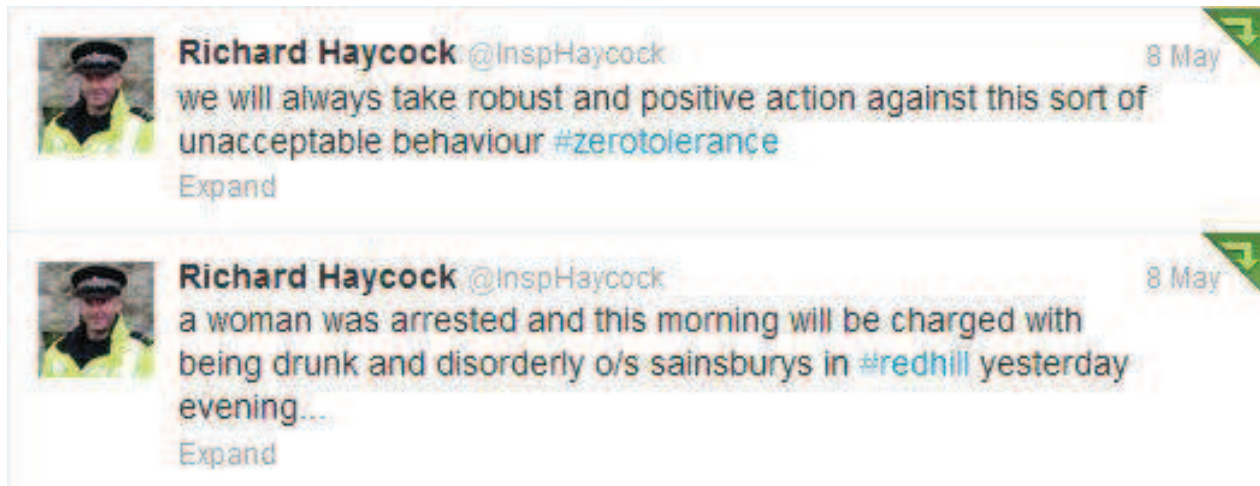 Richard Haycock @InspHaycock 8 May
we will always take robust and positive action against this sort of
unacceptable behaviour #zerotolerance
Expand
Richard Haycock @InspHaycock 8 May
a woman was arrested and this morning will be charged with
being drunk and disorderly o/s sainsburys in #redhill yesterday
evening...
Expand